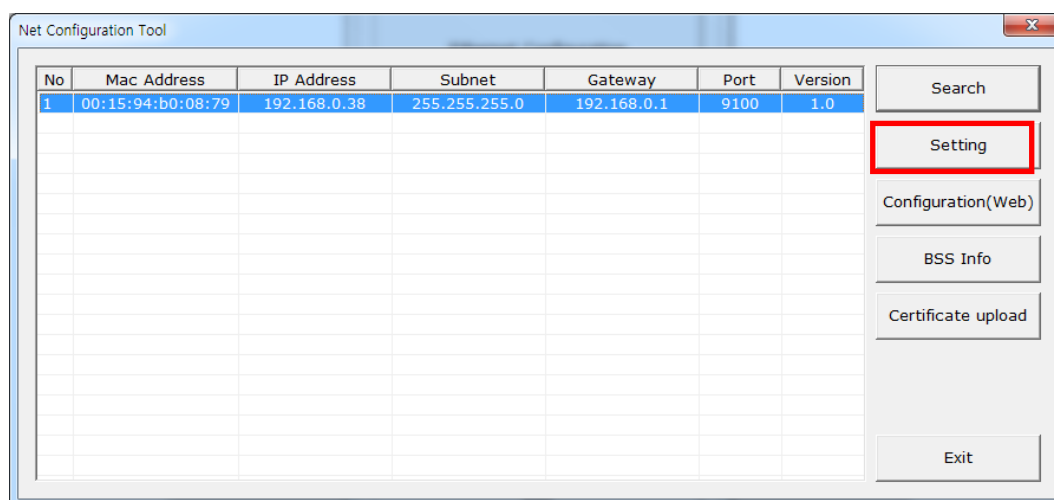 Net Configuration Tool
No Mac Address IP Address Subnet Gateway Port Version
1 00:15:94:b0:08:79 192.168.0.38 255.255.255.0 192.168.0.1 9100 1.0
Search
Setting
Configuration(Web)
BSS Info
Certificate upload
Exit